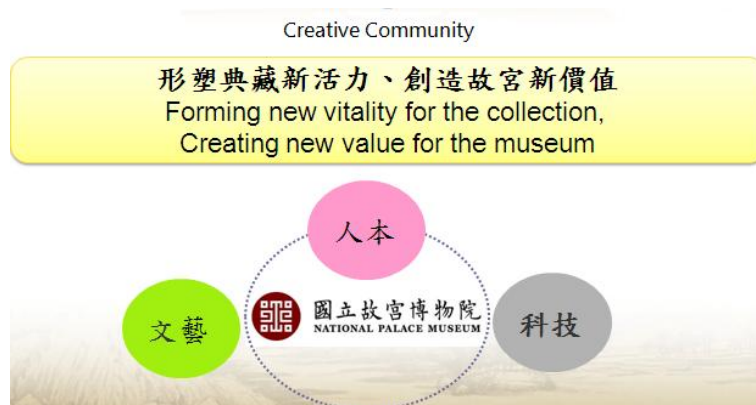 Creative Community
形塑典藏新活力、創造故宮新價值
Forming new vitality for the collection,
Creating new value for the museum
人本
文藝
國立故宮博物院
NATIONAL PALACE MUSEUM
科技